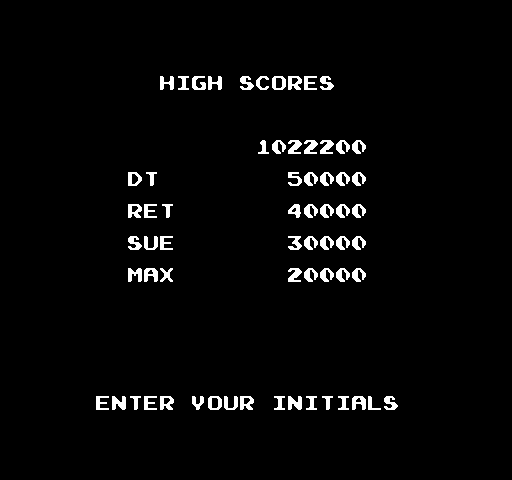 HIGH SCORES
1022200
DT 50000
RET 40000
SUE 30000
MAX 20000
ENTER YOUR INITIALS